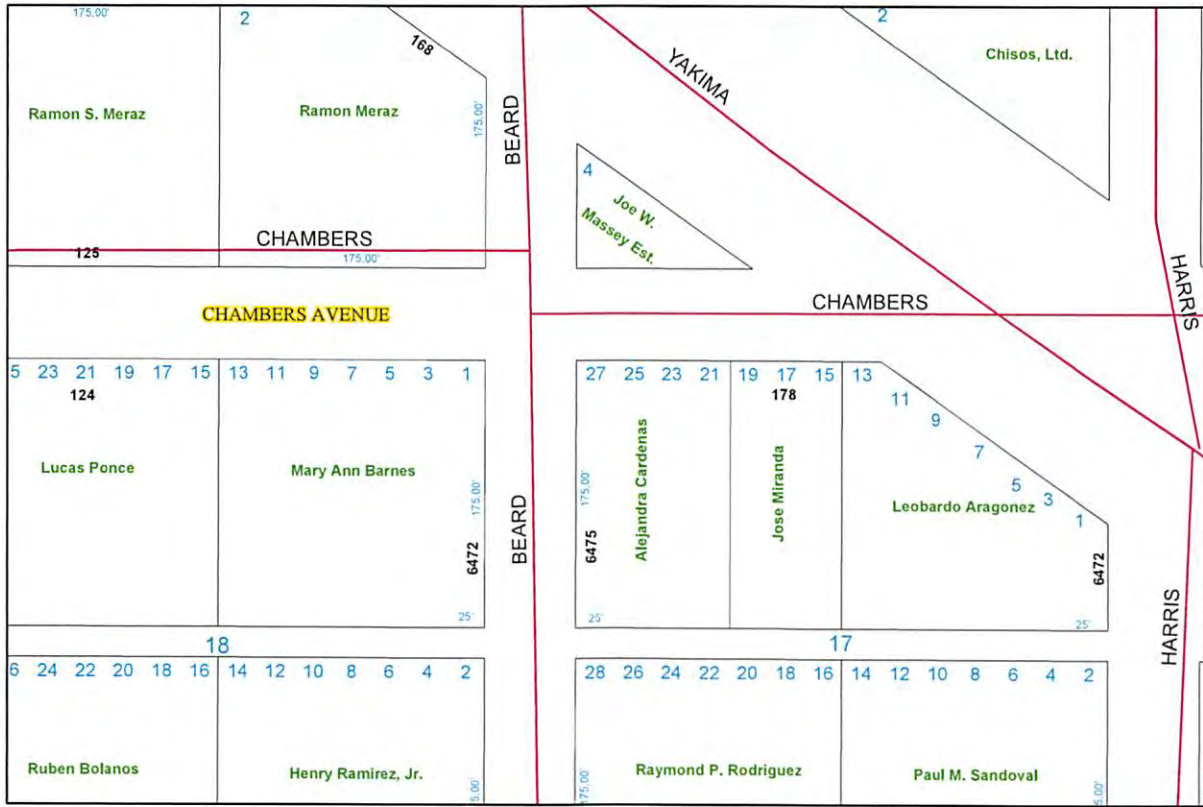 175.00'
2
168
Ramon S. Meraz
Ramon Meraz
175.00'
BEARD
YAKIMA
2
Chisos, Ltd.
4
Joe W.
Massey Est.
HARRIS
CHAMBERS
125
175.00'
CHAMBERS AVENUE
CHAMBERS
5 23 21 19 17 15 13 11 9 7 5 3 1
124
Lucas Ponce
Mary Ann Barnes
175.00'
6472
25'
BEARD
27 25 23 21 19 17 15 13
178
11
9
7
5
3
1
175.00'
6475
Alejandra Cardenas
Jose Miranda
Leobardo Aragonez
6472
25'
25'
HARRIS
18
17
6 24 22 20 18 16 14 12 10 8 6 4 2
28 26 24 22 20 18 16 14 12 10 8 6 4 2
Ruben Bolanos
Henry Ramirez, Jr.
Raymond P. Rodriguez
Paul M. Sandoval
5.00'
175.00'
5.00'